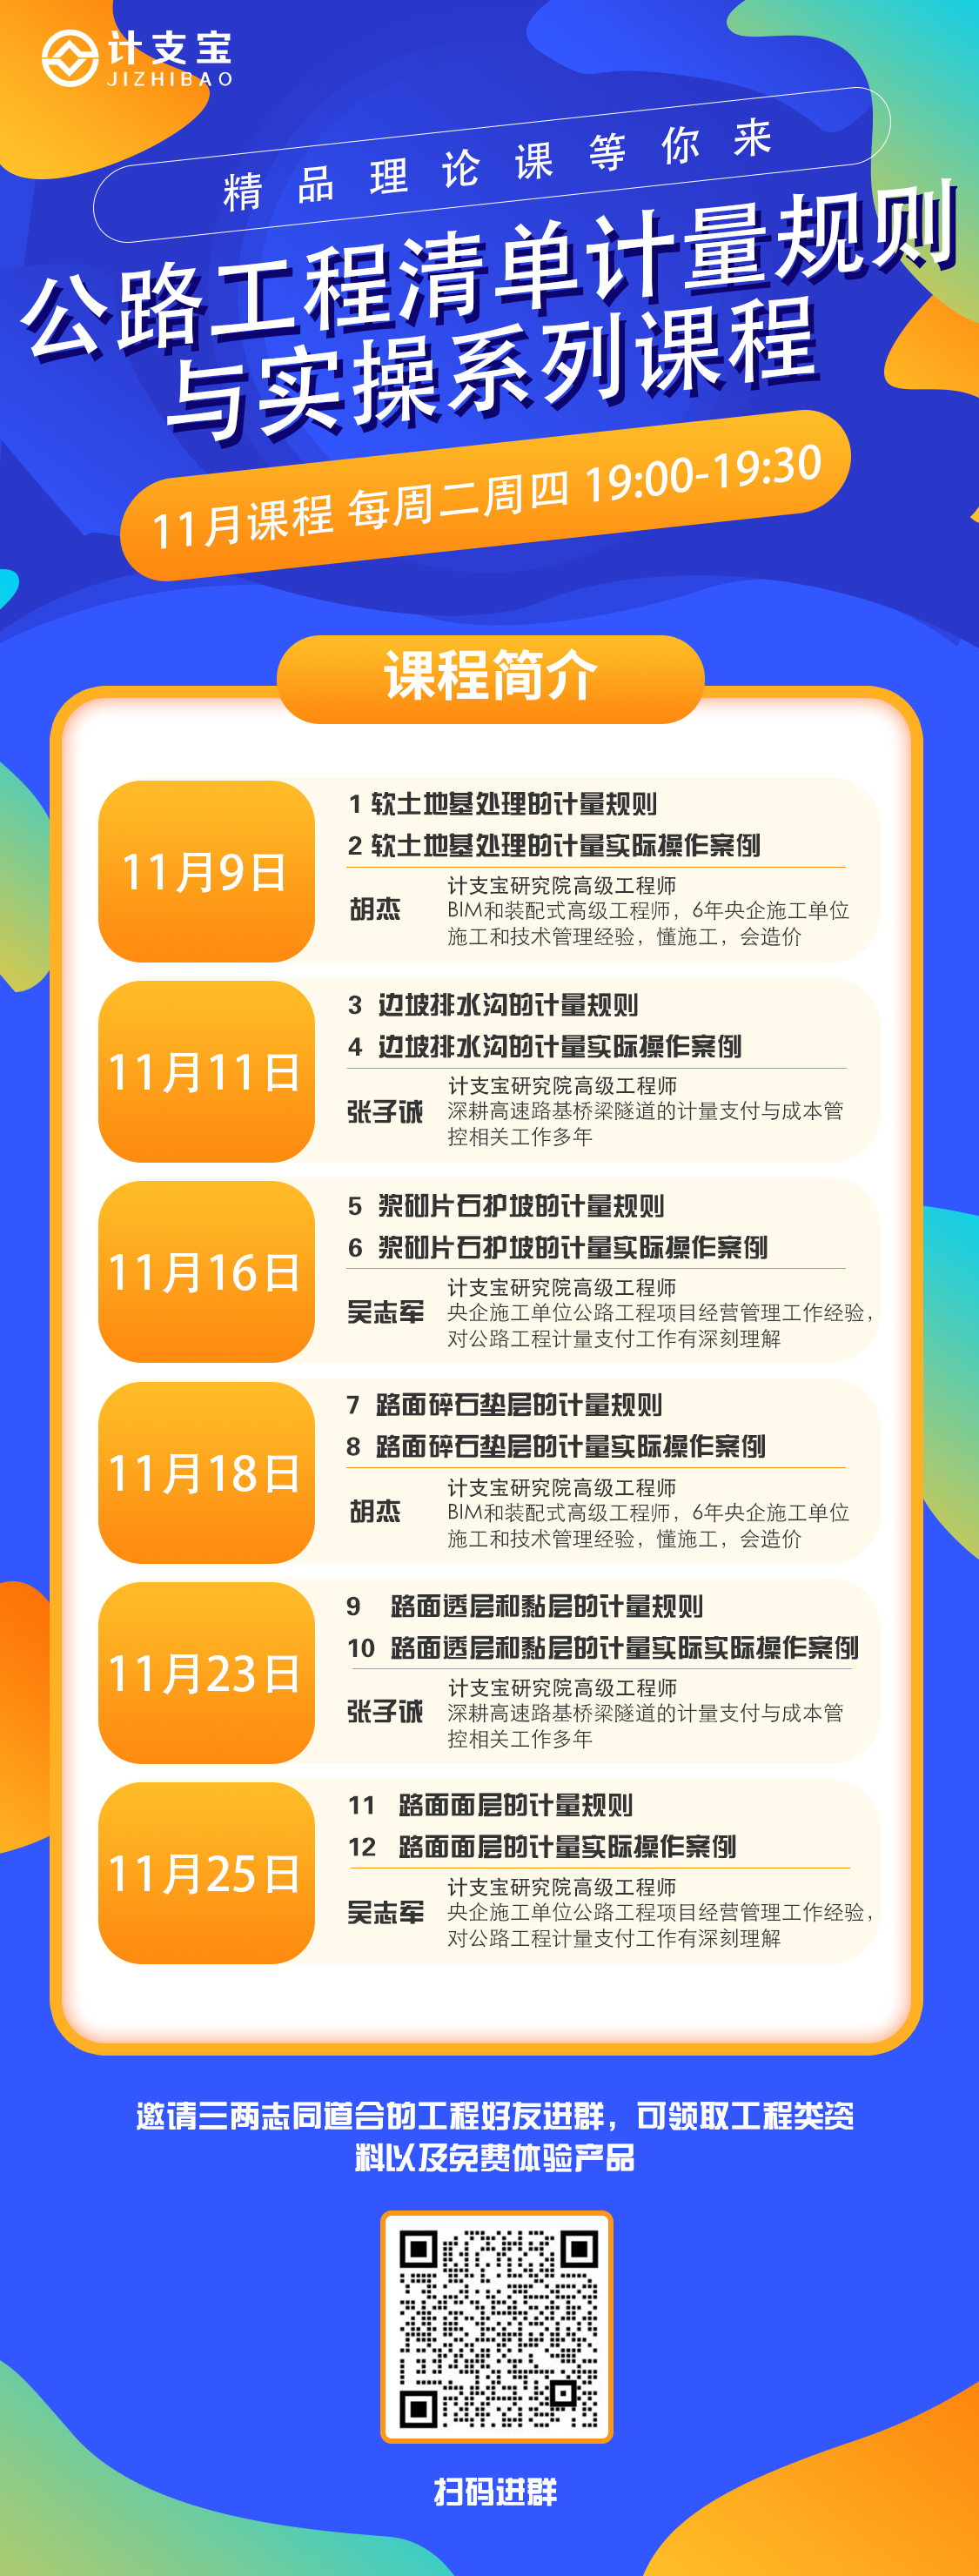 计支宝
JIZHIBAO
精品理论课等你来
公路工程清单计量规则
与实操系列课程
11月课程 每周二周四 19:00-19:30
课程简介
11月9日
1 软土地基处理的计量规则
2 软土地基处理的计量实际操作案例
胡杰
计支宝研究院高级工程师
BIM和装配式高级工程师，6年央企施工单位
施工和技术管理经验，懂施工，会造价
11月11日
3 边坡排水沟的计量规则
4 边坡排水沟的计量实际操作案例
张子诚
计支宝研究院高级工程师
深耕高速路基桥梁隧道的计量支付与成本管
控相关工作多年
11月16日
5 浆砌片石护坡的计量规则
6 浆砌片石护坡的计量实际操作案例
吴志军
计支宝研究院高级工程师
央企施工单位公路工程项目经营管理工作经验，
对公路工程计量支付工作有深刻理解
11月18日
7 路面碎石垫层的计量规则
8 路面碎石垫层的计量实际操作案例
胡杰
计支宝研究院高级工程师
BIM和装配式高级工程师，6年央企施工单位
施工和技术管理经验，懂施工，会造价
11月23日
9 路面透层和黏层的计量规则
10 路面透层和黏层的计量实际实际操作案例
张子诚
计支宝研究院高级工程师
深耕高速路基桥梁隧道的计量支付与成本管
控相关工作多年
11月25日
11 路面面层的计量规则
12 路面面层的计量实际操作案例
吴志军
计支宝研究院高级工程师
央企施工单位公路工程项目经营管理工作经验，
对公路工程计量支付工作有深刻理解
邀请三两志同道合的工程好友进群，可领取工程类资
料以及免费体验产品
扫码进群